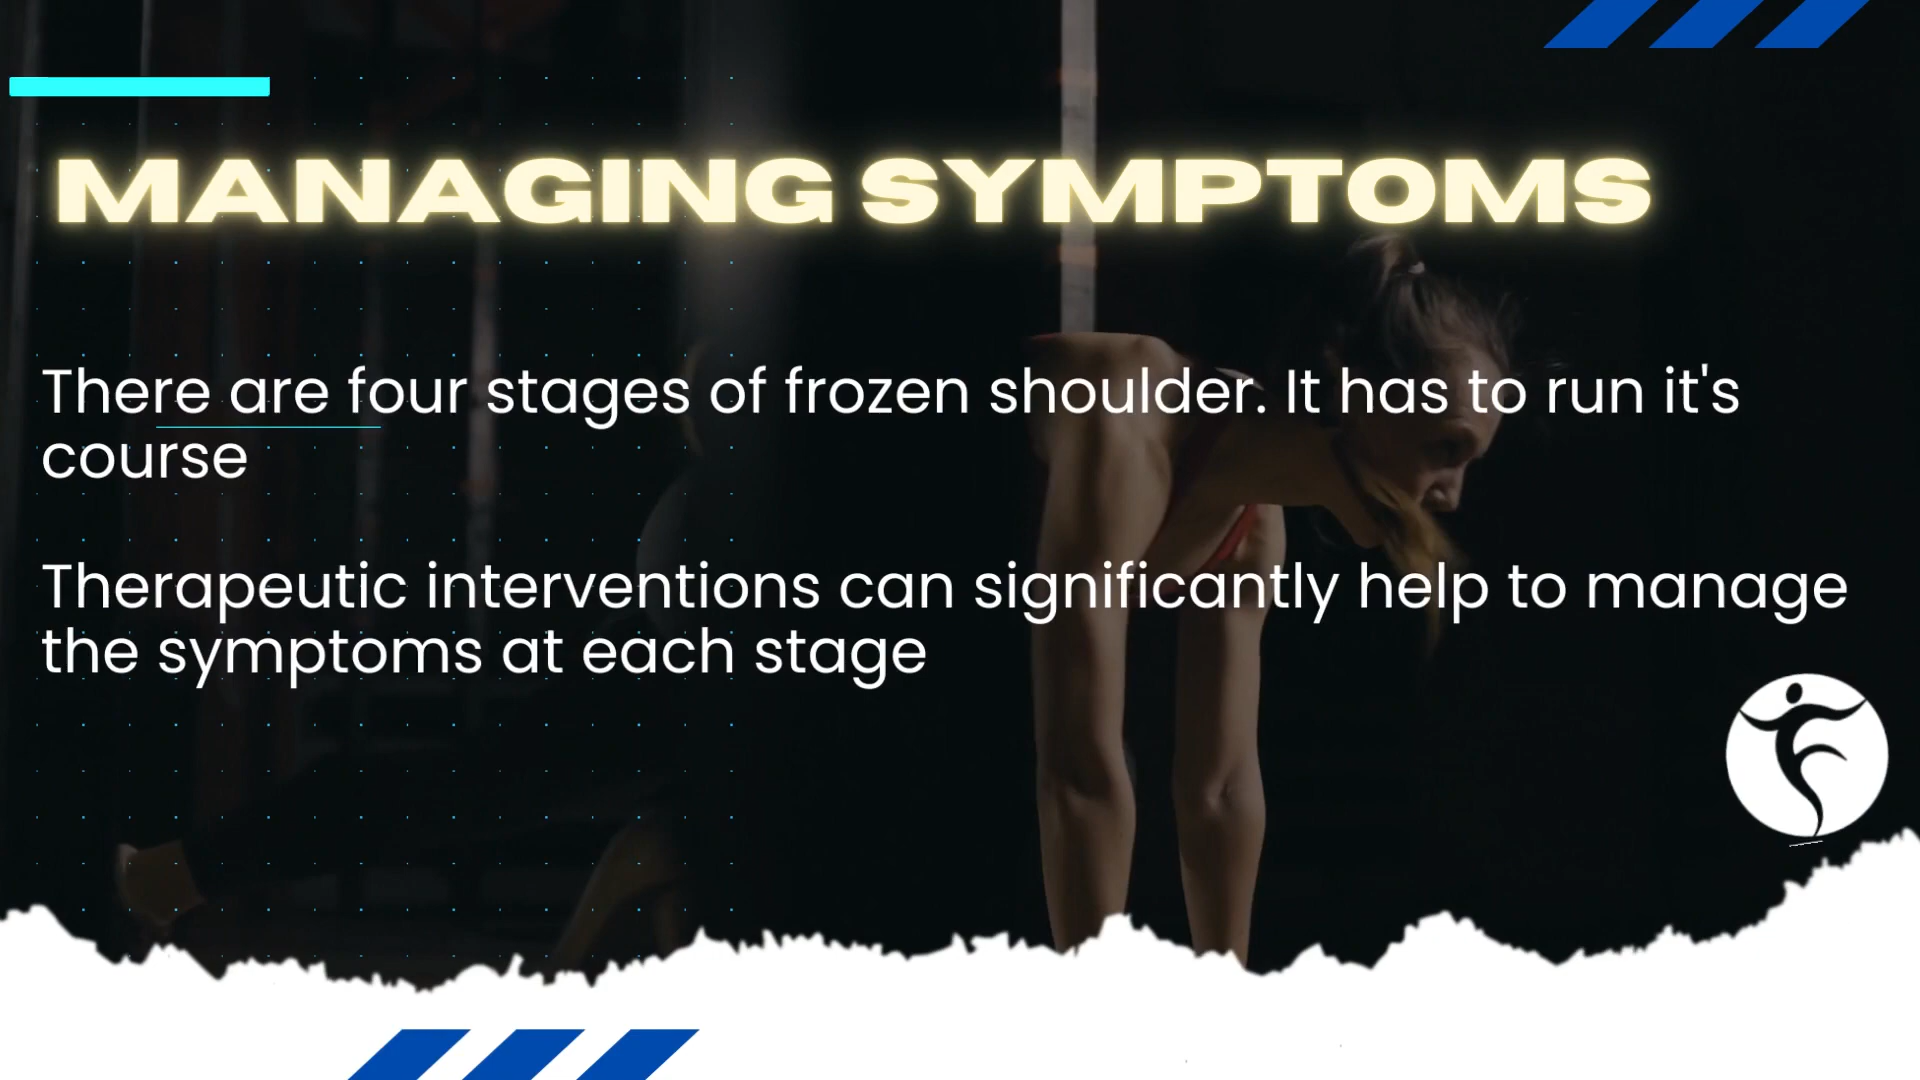 MANAGING SYMPTOMS
There are four stages of frozen shoulder. It has to run it's
course
Therapeutic interventions can significantly help to manage
the symptoms at each stage